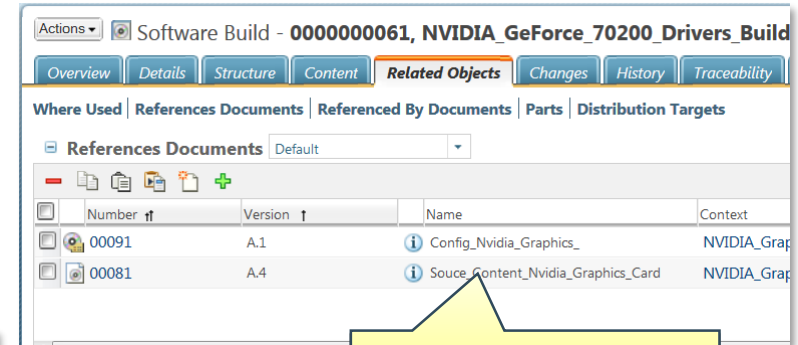 Actions Software Build - 0000000061, NVIDIA_GeForce_70200_Drivers_Build
Overview Details Structure Content Related Objects Changes History Traceability
Where Used | References Documents | Referenced By Documents | Parts | Distribution Targets
References Documents Default
Number Version Name Context
00091 A.1 Config_Nvidia_Graphics_ NVIDIA_Grap
00081 A.4 Souce_Content_Nvidia_Graphics_Card NVIDIA_Grap